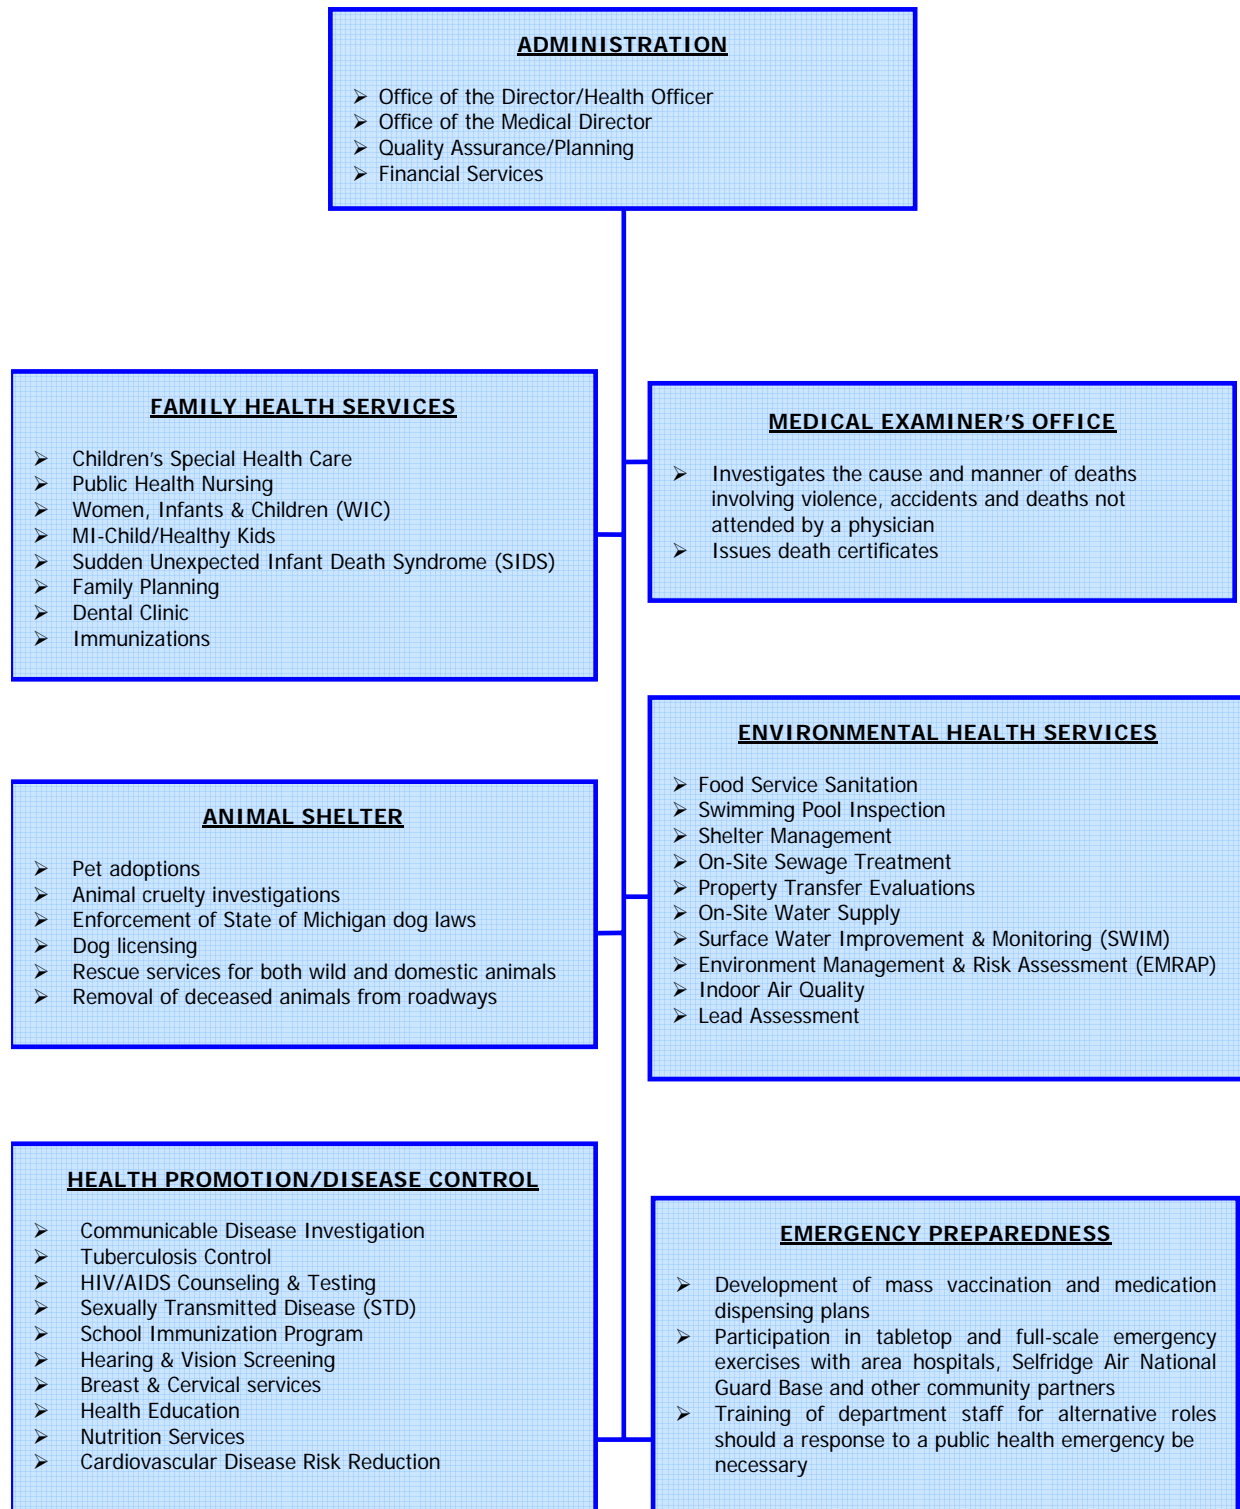 ADMINISTRATION
➢ Office of the Director/Health Officer
➢ Office of the Medical Director
➢ Quality Assurance/Planning
➢ Financial Services
FAMILY HEALTH SERVICES
➢ Children's Special Health Care
➢ Public Health Nursing
➢ Women, Infants & Children (WIC)
➢ MI-Child/Healthy Kids
➢ Sudden Unexpected Infant Death Syndrome (SIDS)
➢ Family Planning
➢ Dental Clinic
➢ Immunizations
MEDICAL EXAMINER'S OFFICE
➢ Investigates the cause and manner of deaths
involving violence, accidents and deaths not
attended by a physician
➢ Issues death certificates
ENVIRONMENTAL HEALTH SERVICES
➢ Food Service Sanitation
➢ Swimming Pool Inspection
➢ Shelter Management
➢ On-Site Sewage Treatment
➢ Property Transfer Evaluations
➢ On-Site Water Supply
➢ Surface Water Improvement & Monitoring (SWIM)
➢ Environment Management & Risk Assessment (EMRAP)
➢ Indoor Air Quality
➢ Lead Assessment
ANIMAL SHELTER
➢ Pet adoptions
➢ Animal cruelty investigations
➢ Enforcement of State of Michigan dog laws
➢ Dog licensing
➢ Rescue services for both wild and domestic animals
➢ Removal of deceased animals from roadways
HEALTH PROMOTION/DISEASE CONTROL
➢ Communicable Disease Investigation
➢ Tuberculosis Control
➢ HIV/AIDS Counseling & Testing
➢ Sexually Transmitted Disease (STD)
➢ School Immunization Program
➢ Hearing & Vision Screening
➢ Breast & Cervical services
➢ Health Education
➢ Nutrition Services
➢ Cardiovascular Disease Risk Reduction
EMERGENCY PREPAREDNESS
➢ Development of mass vaccination and medication
dispensing plans
➢ Participation in tabletop and full-scale emergency
exercises with area hospitals, Selfridge Air National
Guard Base and other community partners
➢ Training of department staff for alternative roles
should a response to a public health emergency be
necessary